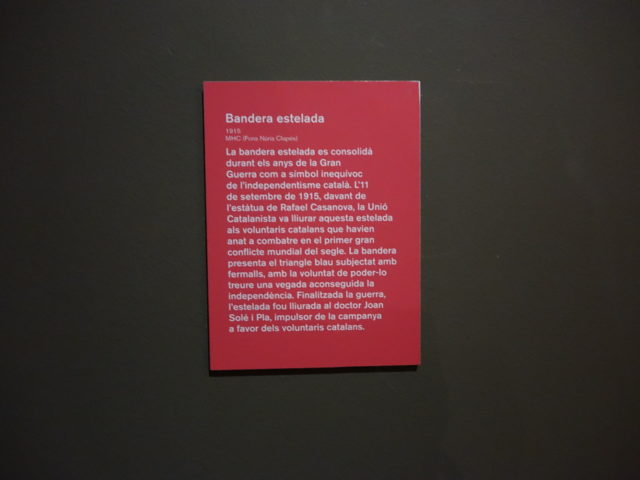 Bandera estelada
1915
MHC (Fons Núria Clapés)
La bandera estelada es consolidà
durant els anys de la Gran
Guerra com a símbol inequívoc
de l'independentisme català. L'11
de setembre de 1915, davant de
l'estàtua de Rafael Casanova, la Unió
Catalanista va lliurar aquesta estelada
als voluntaris catalans que havien
anat a combatre en el primer gran
conflicte mundial del segle. La bandera
presenta el triangle blau subjectat amb
fermalls, amb la voluntat de poder-lo
treure una vegada aconseguida la
independència. Finalitzada la guerra,
l'estelada fou lliurada al doctor Joan
Solé i Pla, impulsor de la campanya
a favor dels voluntaris catalans.